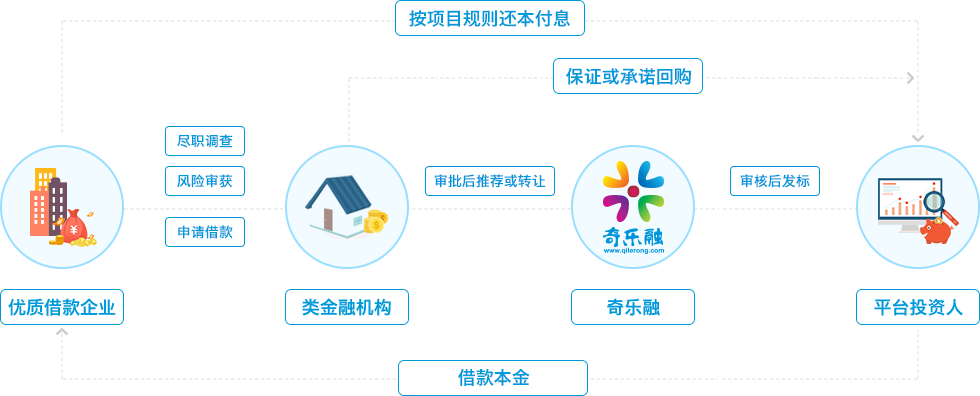 按项目规则还本付息
保证或承诺回购
尽职调查
风险审获
申请借款
审批后推荐或转让
审核后发标
¥
$
奇乐融
www.qilerong.com
优质借款企业
类金融机构
奇乐融
平台投资人
借款本金